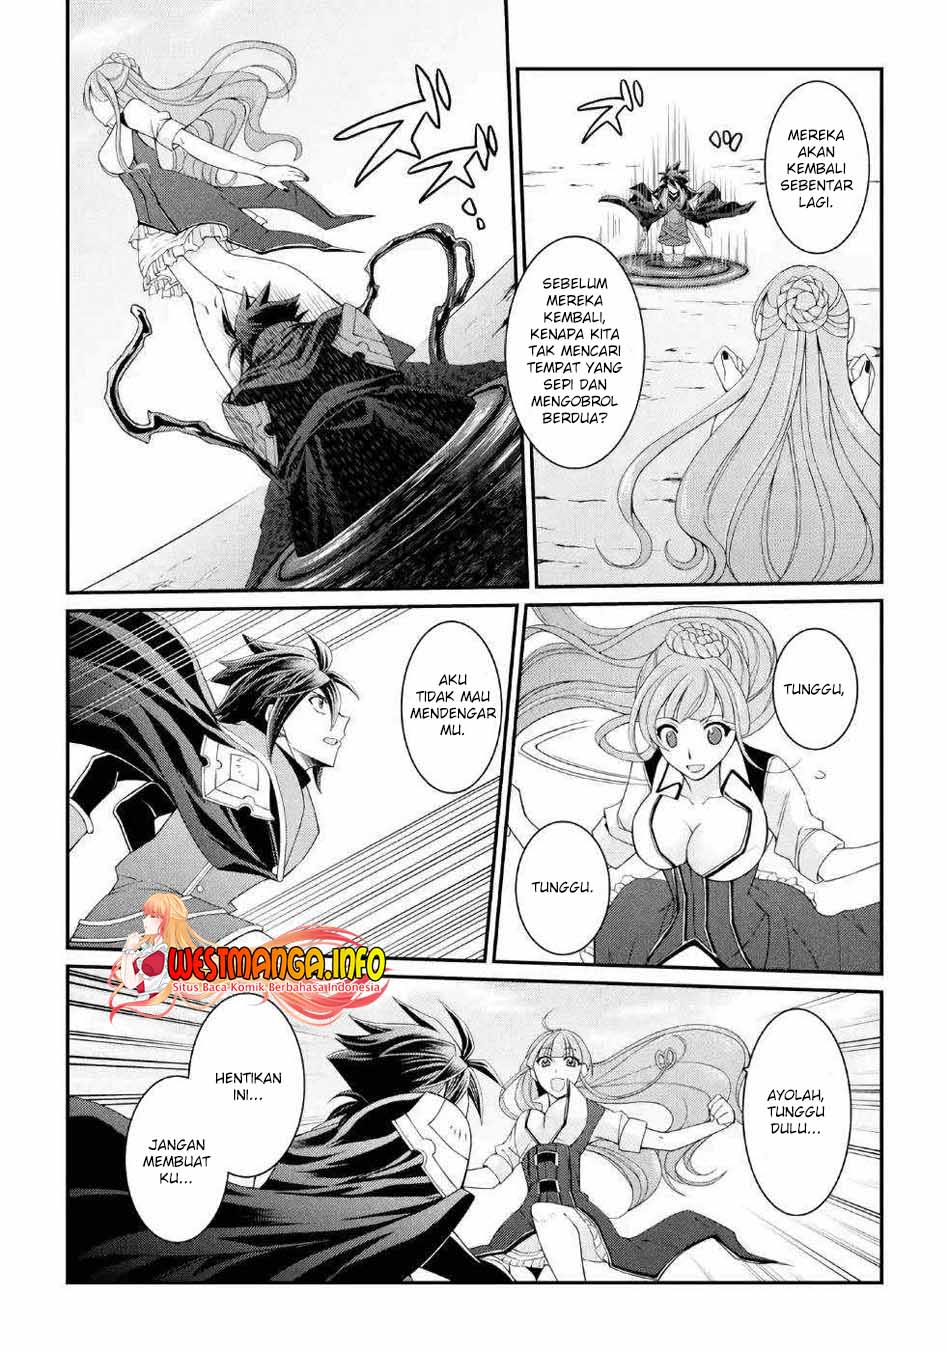 MEREKA
AKAN
KEMBALI
SEBENTAR
LAGI.
SEBELUM
MEREKA
KEMBALI,
KENAPA KITA
TAK MENCARI
TEMPAT YANG
SEPI DAN
MENGOBROL
BERDUA?
TUNGGU,
TUNGGU.
AKU
TIDAK MAU
MENDENGAR
MU.
WESTMANGA.INFO
Situs Baca Komik Berbahasa Indonesia
AYOLAH,
TUNGGU
DULU...
HENTIKAN
INI...
JANGAN
MEMBUAT
KU...